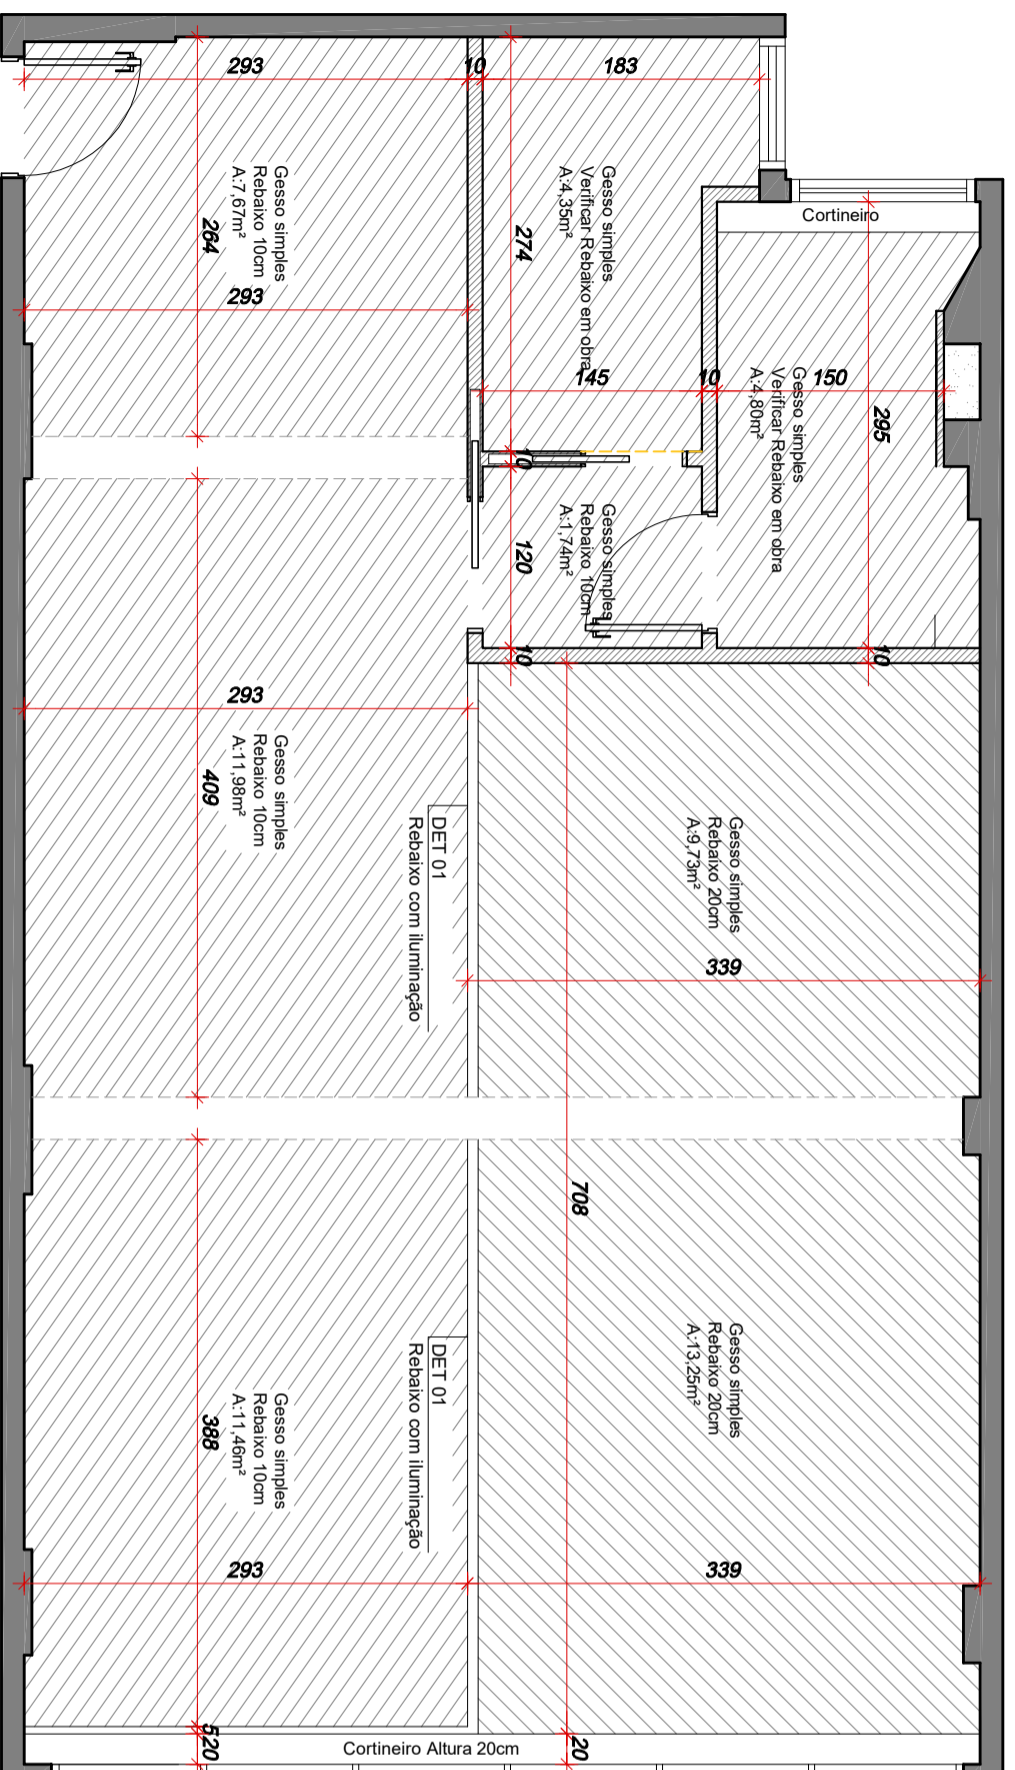 293
10
183
Gesso simples
Rebaixo 10cm
A:7,67m²
264
293
Gesso simples
Verificar Rebaixo em obra
A:4,35m²
274
145
10
150
Cortineiro
Gesso simples
Verificar Rebaixo em obra
A:4,80m²
295
10
Gesso simples
Rebaixo 10cm
A:1,74m²
120
10
10
293
Gesso simples
Rebaixo 10cm
A:11,98m²
409
DET 01
Rebaixo com iluminação
Gesso simples
Rebaixo 20cm
A:9,73m²
339
708
Gesso simples
Rebaixo 20cm
A:13,25m²
DET 01
Rebaixo com iluminação
Gesso simples
Rebaixo 10cm
A:11,46m²
388
293
339
5
20
Cortineiro Altura 20cm
20